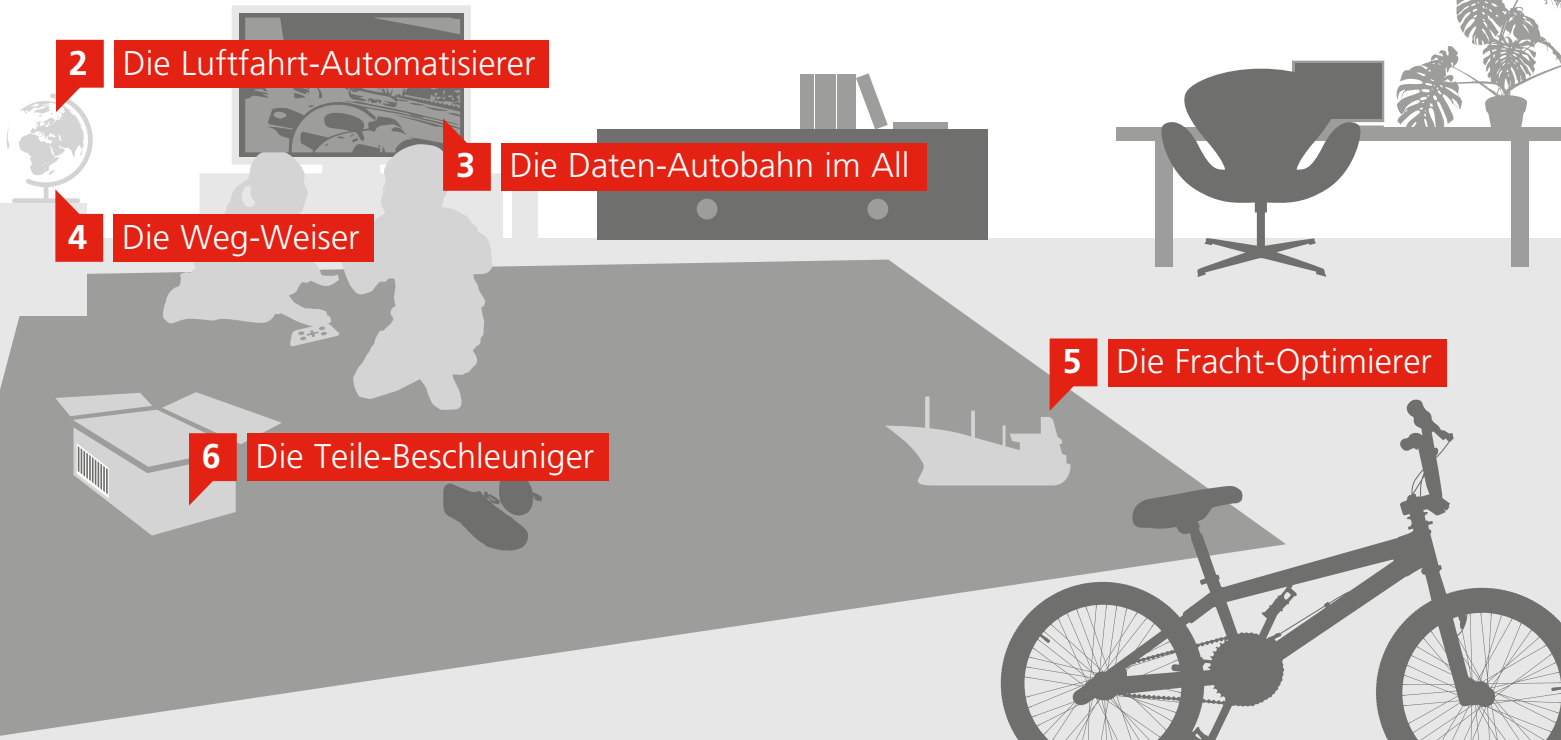 2 Die Luftfahrt-Automatisierer
3 Die Daten-Autobahn im All
4 Die Weg-Weiser
5 Die Fracht-Optimierer
6 Die Teile-Beschleuniger